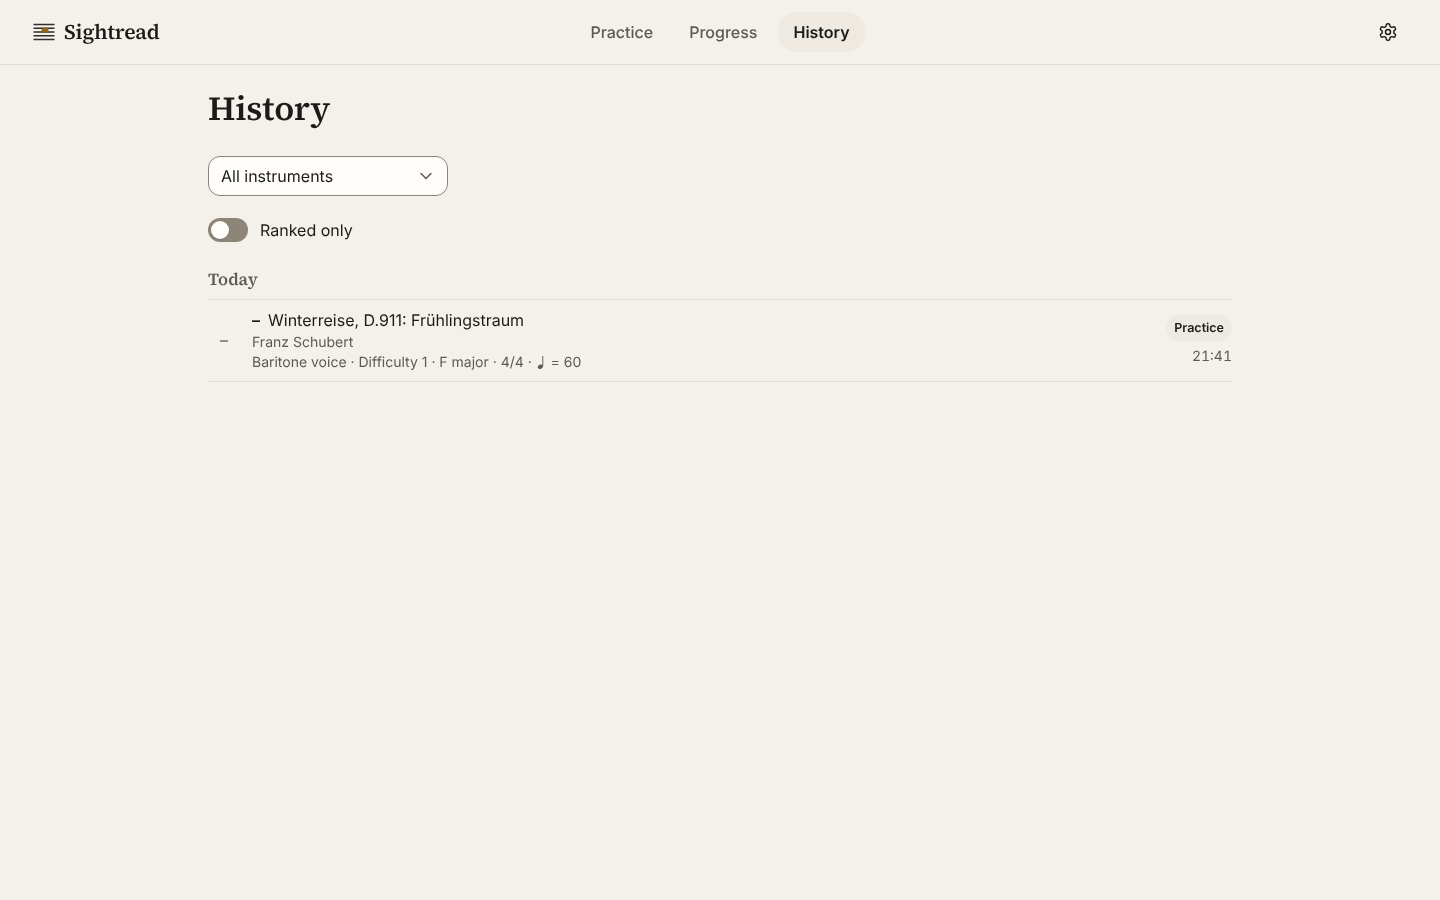 Sightread
Practice
Progress
History
History
All instruments
Ranked only
Today
–
– Winterreise, D.911: Frühlingstraum
Franz Schubert
Baritone voice · Difficulty 1 · F major · 4/4 · ♩ = 60
Practice
21:41